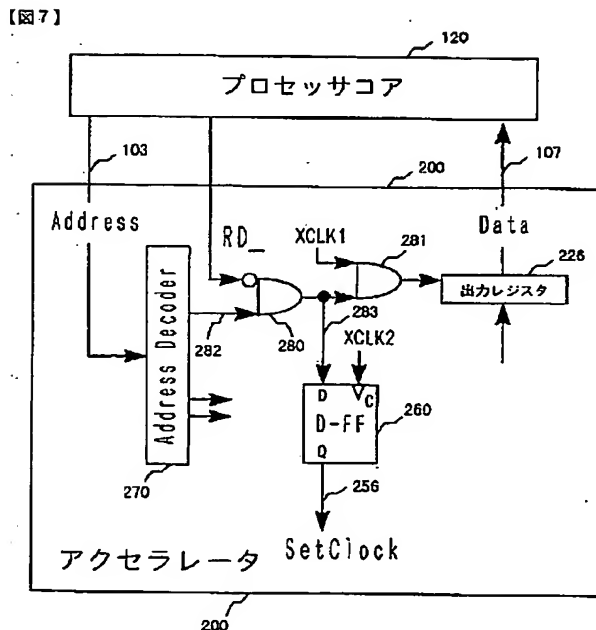 【図7】
120
プロセッサコア
103
107
200
Address
RD_
XCLK1
281
Data
226
出力レジスタ
Address Decoder
282
280
283
XCLK2
D
C
D-FF
Q
260
270
256
アクセラレータ
SetClock
200